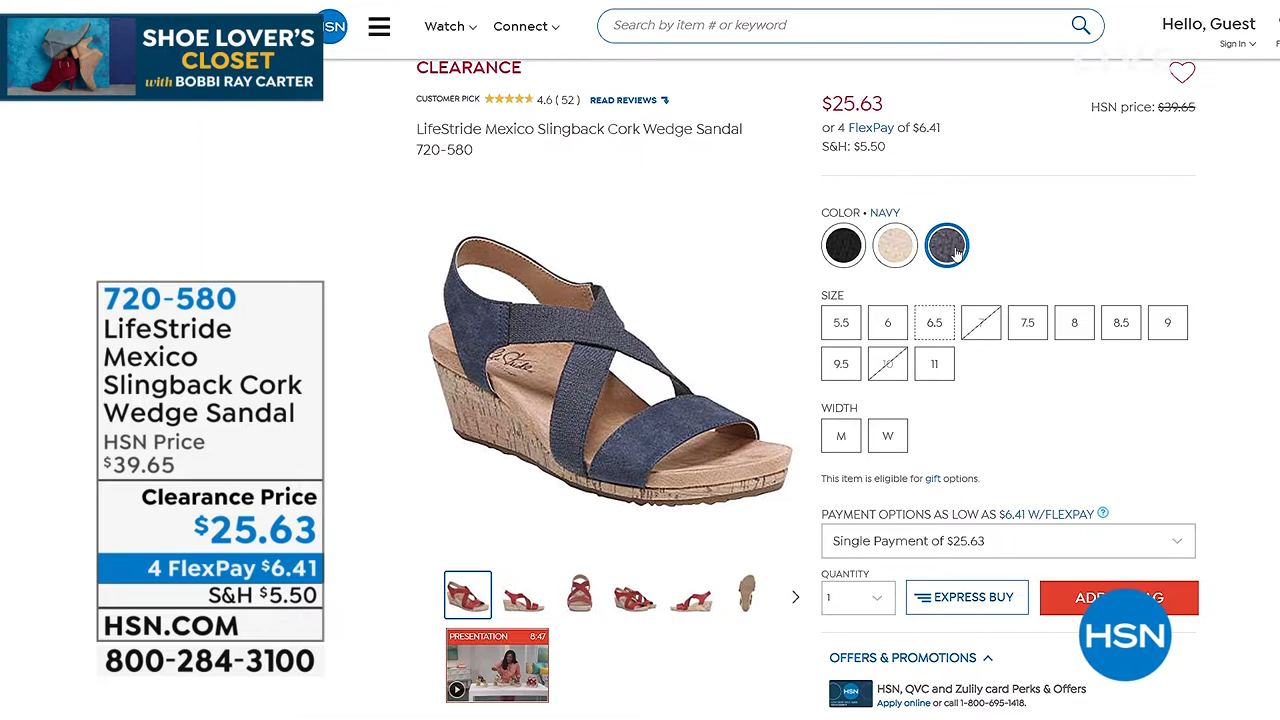 SHOE LOVER'S
CLOSET
with BOBBI RAY CARTER
Watch
Connect
Search by item # or keyword
Hello, Guest
Sign In
CLEARANCE
CUSTOMER PICK 4.6 ( 52 ) READ REVIEWS
LifeStride Mexico Slingback Cork Wedge Sandal
720-580
$25.63
HSN price: $39.65
or 4 FlexPay of $6.41
S&H: $5.50
COLOR • NAVY
SIZE
5.5 6 6.5 7 7.5 8 8.5 9
9.5 10 11
WIDTH
M W
This item is eligible for gift options.
PAYMENT OPTIONS AS LOW AS $6.41 W/FLEXPAY ?
Single Payment of $25.63
QUANTITY
1
EXPRESS BUY
HSN
OFFERS & PROMOTIONS
HSN
HSN, QVC and Zulily card Perks & Offers
Apply online or call 1-800-695-1418.
PRESENTATION 8:47
720-580
LifeStride
Mexico
Slingback Cork
Wedge Sandal
HSN Price
$39.65
Clearance Price
$25.63
4 FlexPay $6.41
S&H $5.50
HSN.COM
800-284-3100